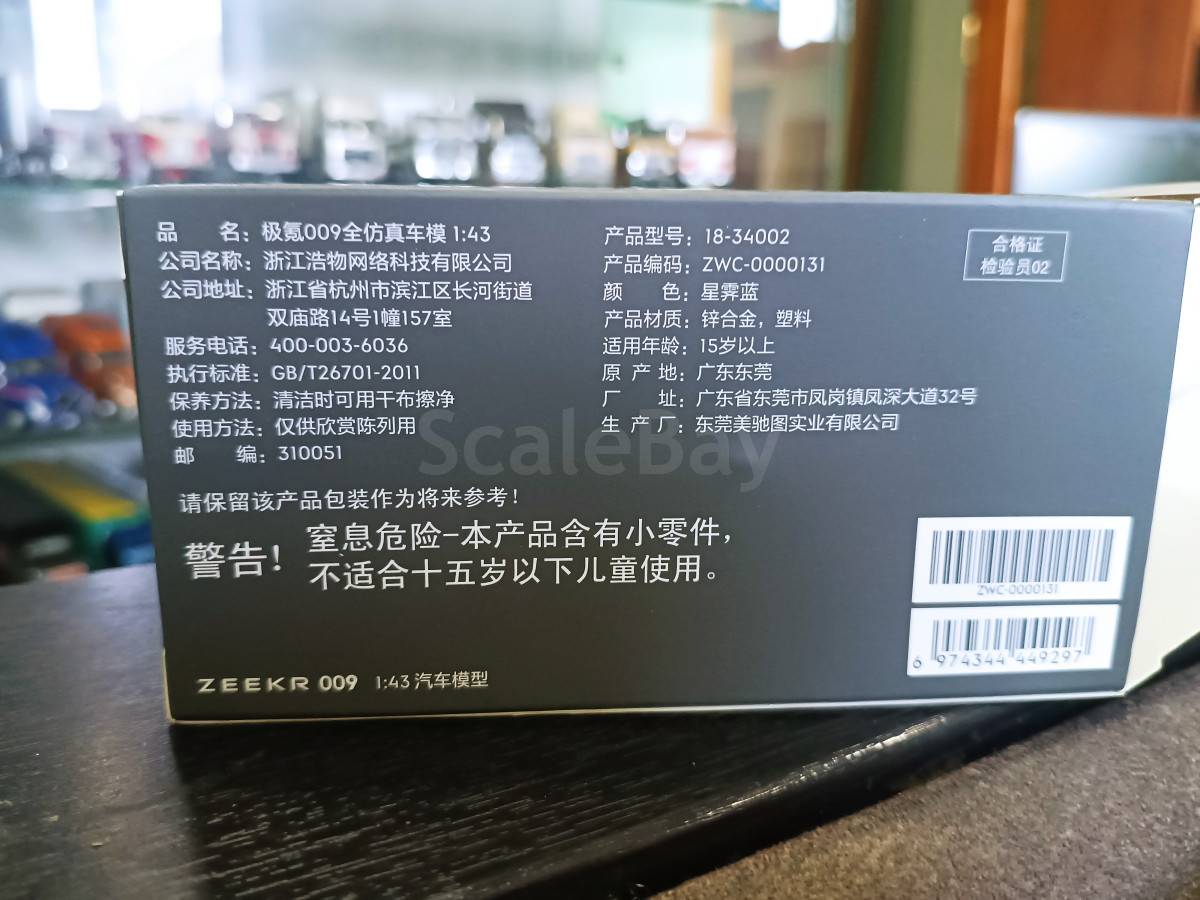 品 名：极氪009全仿真车模 1:43
公司名称：浙江浩物网络科技有限公司
公司地址：浙江省杭州市滨江区长河街道
双庙路14号1幢157室
服务电话：400-003-6036
执行标准：GB/T26701-2011
保养方法：清洁时可用干布擦净
使用方法：仅供欣赏陈列用
邮 编：310051
产品型号：18-34002
产品编码：ZWC-0000131
颜 色：星霁蓝
产品材质：锌合金，塑料
适用年龄：15岁以上
原 产 地：广东东莞
厂 址：广东省东莞市凤岗镇凤深大道32号
生 产 厂：东莞美驰图实业有限公司
合格证
检验员02
ScaleBay
请保留该产品包装作为将来参考！
警告！ 窒息危险-本产品含有小零件，
不适合十五岁以下儿童使用。
ZWC-0000131
6 974344 449297
ZEEKR 009 1:43 汽车模型